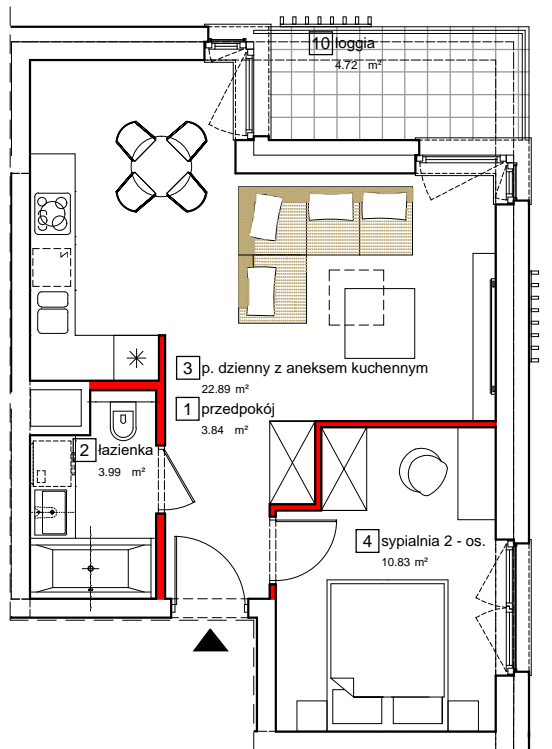 10 loggia
4.72 m²
3 p. dzienny z aneksem kuchennym
22.89 m²
1 przedpokój
3.84 m²
2 łazienka
3.99 m²
4 sypialnia 2 - os.
10.83 m²